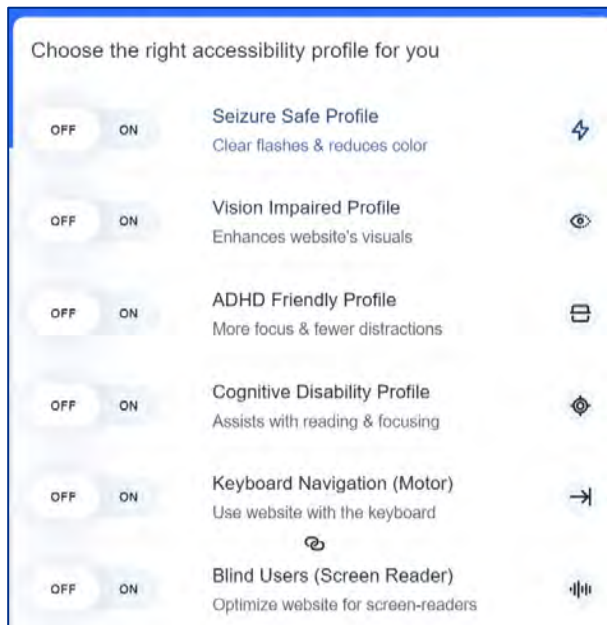 Choose the right accessibility profile for you
OFF ON Seizure Safe Profile
Clear flashes & reduces color
OFF ON Vision Impaired Profile
Enhances website's visuals
OFF ON ADHD Friendly Profile
More focus & fewer distractions
OFF ON Cognitive Disability Profile
Assists with reading & focusing
OFF ON Keyboard Navigation (Motor)
Use website with the keyboard
OFF ON Blind Users (Screen Reader)
Optimize website for screen-readers